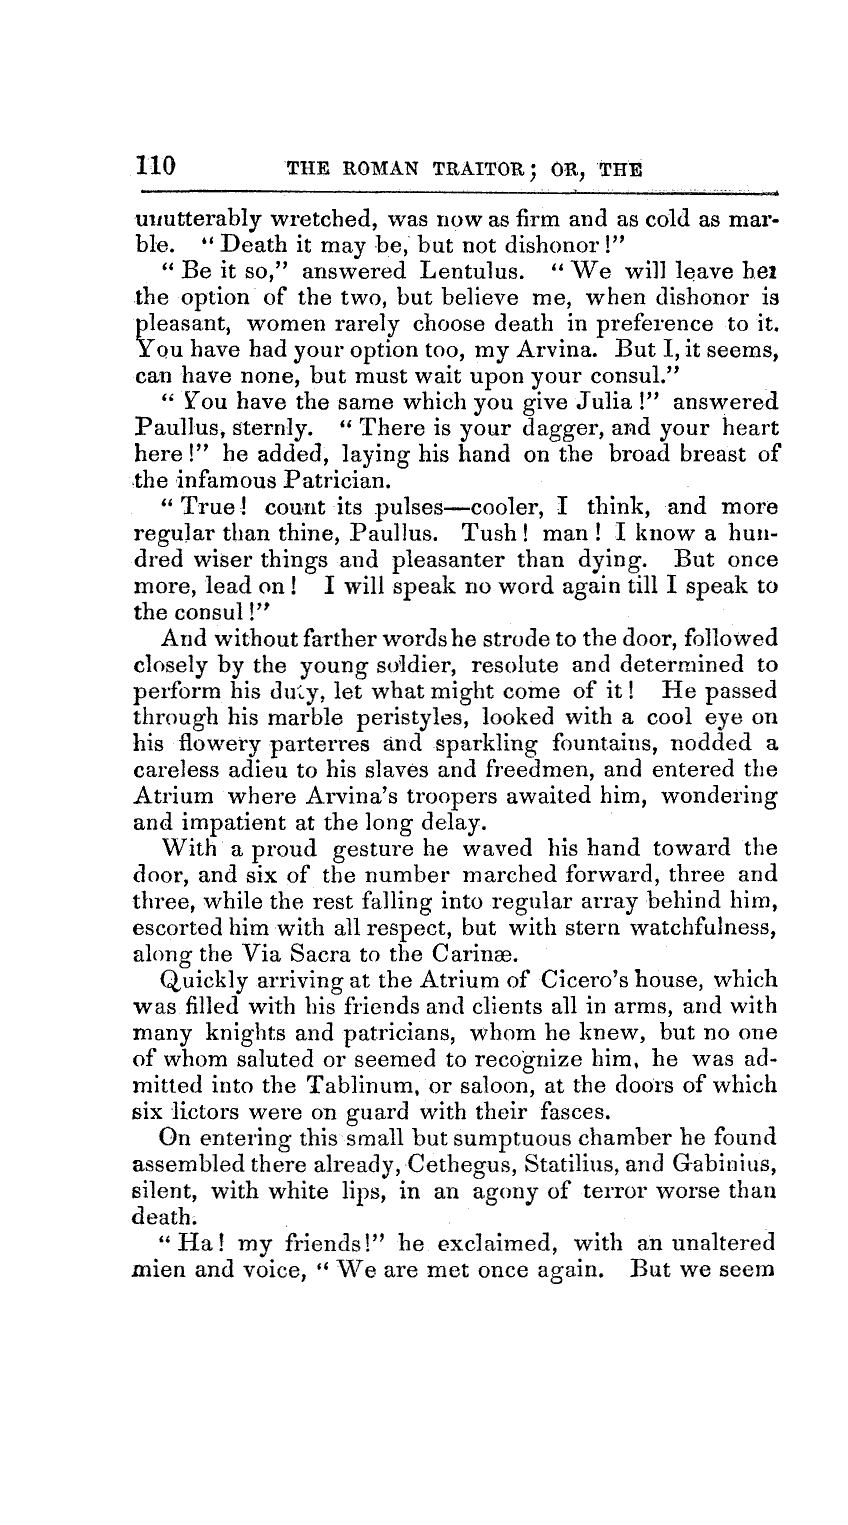 110 THE ROMAN TRAITOR; OR, THE
unutterably wretched, was now as firm and as cold as mar-
ble. "Death it may be, but not dishonor!"
"Be it so," answered Lentulus. "We will leave her
the option of the two, but believe me, when dishonor is
pleasant, women rarely choose death in preference to it.
You have had your option too, my Arvina. But I, it seems,
can have none, but must wait upon your consul."
"You have the same which you give Julia!" answered
Paullus, sternly. "There is your dagger, and your heart
here!" he added, laying his hand on the broad breast of
the infamous Patrician.
"True! count its pulses—cooler, I think, and more
regular than thine, Paullus. Tush! man! I know a hun-
dred wiser things and pleasanter than dying. But once
more, lead on! I will speak no word again till I speak to
the consul!"
And without farther words he strode to the door, followed
closely by the young soldier, resolute and determined to
perform his duty, let what might come of it! He passed
through his marble peristyles, looked with a cool eye on
his flowery parterres and sparkling fountains, nodded a
careless adieu to his slaves and freedmen, and entered the
Atrium where Arvina's troopers awaited him, wondering
and impatient at the long delay.
With a proud gesture he waved his hand toward the
door, and six of the number marched forward, three and
three, while the rest falling into regular array behind him,
escorted him with all respect, but with stern watchfulness,
along the Via Sacra to the Carinæ.
Quickly arriving at the Atrium of Cicero's house, which
was filled with his friends and clients all in arms, and with
many knights and patricians, whom he knew, but no one
of whom saluted or seemed to recognize him, he was ad-
mitted into the Tablinum, or saloon, at the doors of which
six lictors were on guard with their fasces.
On entering this small but sumptuous chamber he found
assembled there already, Cethegus, Statilius, and Gabinius,
silent, with white lips, in an agony of terror worse than
death.
"Ha! my friends!" he exclaimed, with an unaltered
mien and voice, "We are met once again. But we seem